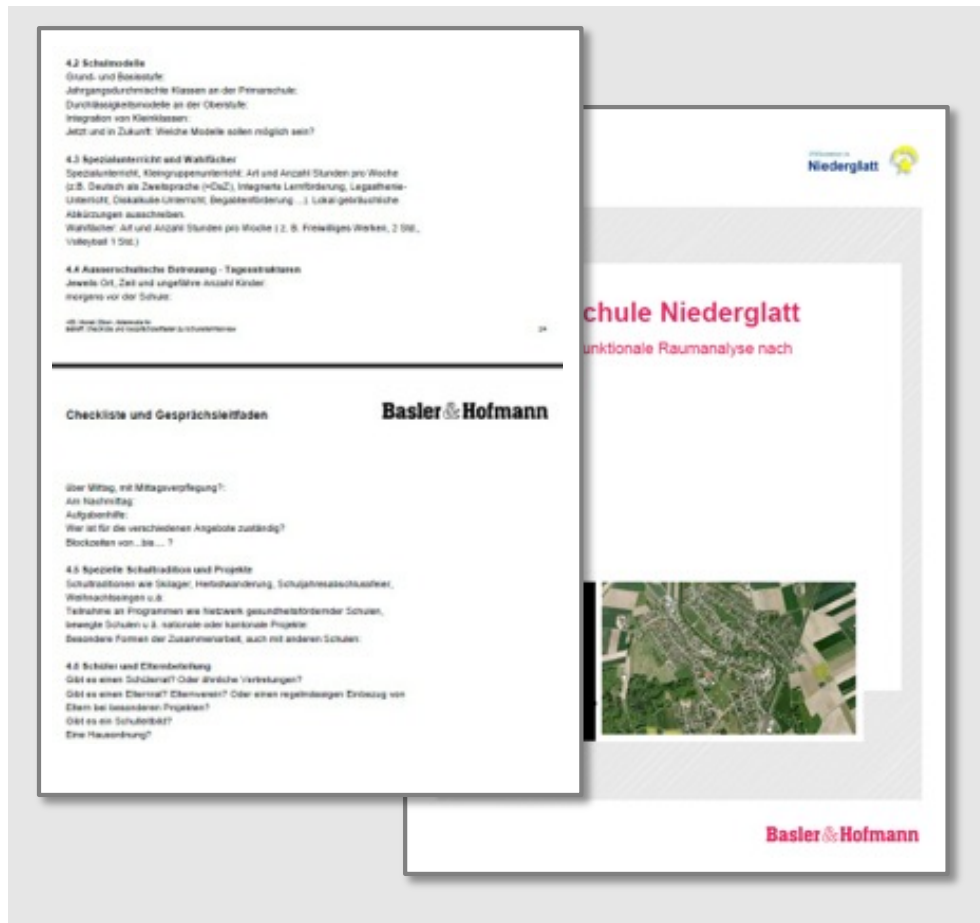 4.2 Schulmodelle
Grund- und Basisstufe:
Jahrgangsdurchmischte Klassen an der Primarschule:
Durchlässigkeitsmodelle an der Oberstufe:
Integration von Kleinklassen:
Jetzt und in Zukunft: Welche Modelle sollen möglich sein?
4.3 Spezialunterricht und Wahlfächer
Spezialunterricht, Kleingruppenunterricht: Art und Anzahl Stunden pro Woche
(z.B. Deutsch als Zweitsprache (=DaZ), Integrierte Lernförderung, Legasthenie-
Unterricht, Diskalkulie-Unterricht, Begabtenförderung ...). Lokal gebräuchliche
Abkürzungen ausschreiben.
Wahlfächer: Art und Anzahl Stunden pro Woche ( z. B. Freiwilliges Werken, 2 Std.,
Volleyball 1 Std.)
4.4 Ausserschulische Betreuung - Tagesstrukturen
Jeweils Ort, Zeit und ungefähre Anzahl Kinder:
morgens vor der Schule:
24
Checkliste und Gesprächsleitfaden
Basler & Hofmann
über Mittag, mit Mittagsverpflegung?:
Am Nachmittag:
Aufgabenhilfe:
Wer ist für die verschiedenen Angebote zuständig?
Blockzeiten von...bis.... ?
4.5 Spezielle Schultradition und Projekte
Schultraditionen wie Skilager, Herbstwanderung, Schuljahresabschlussfeier,
Weihnachtssingen u.ä.
Teilnahme an Programmen wie Netzwerk gesundheitsfördernder Schulen,
bewegte Schulen u.ä. nationale oder kantonale Projekte:
Besondere Formen der Zusammenarbeit, auch mit anderen Schulen:
4.6 Schüler und Elternbeteilung
Gibt es einen Schülerrat? Oder ähnliche Vertretungen?
Gibt es einen Elternrat? Elternverein? Oder einen regelmässigen Einbezug von
Eltern bei besonderen Projekten?
Gibt es ein Schulleitbild?
Eine Hausordnung?
Niederglatt
chule Niederglatt
unktionale Raumanalyse nach
Basler & Hofmann